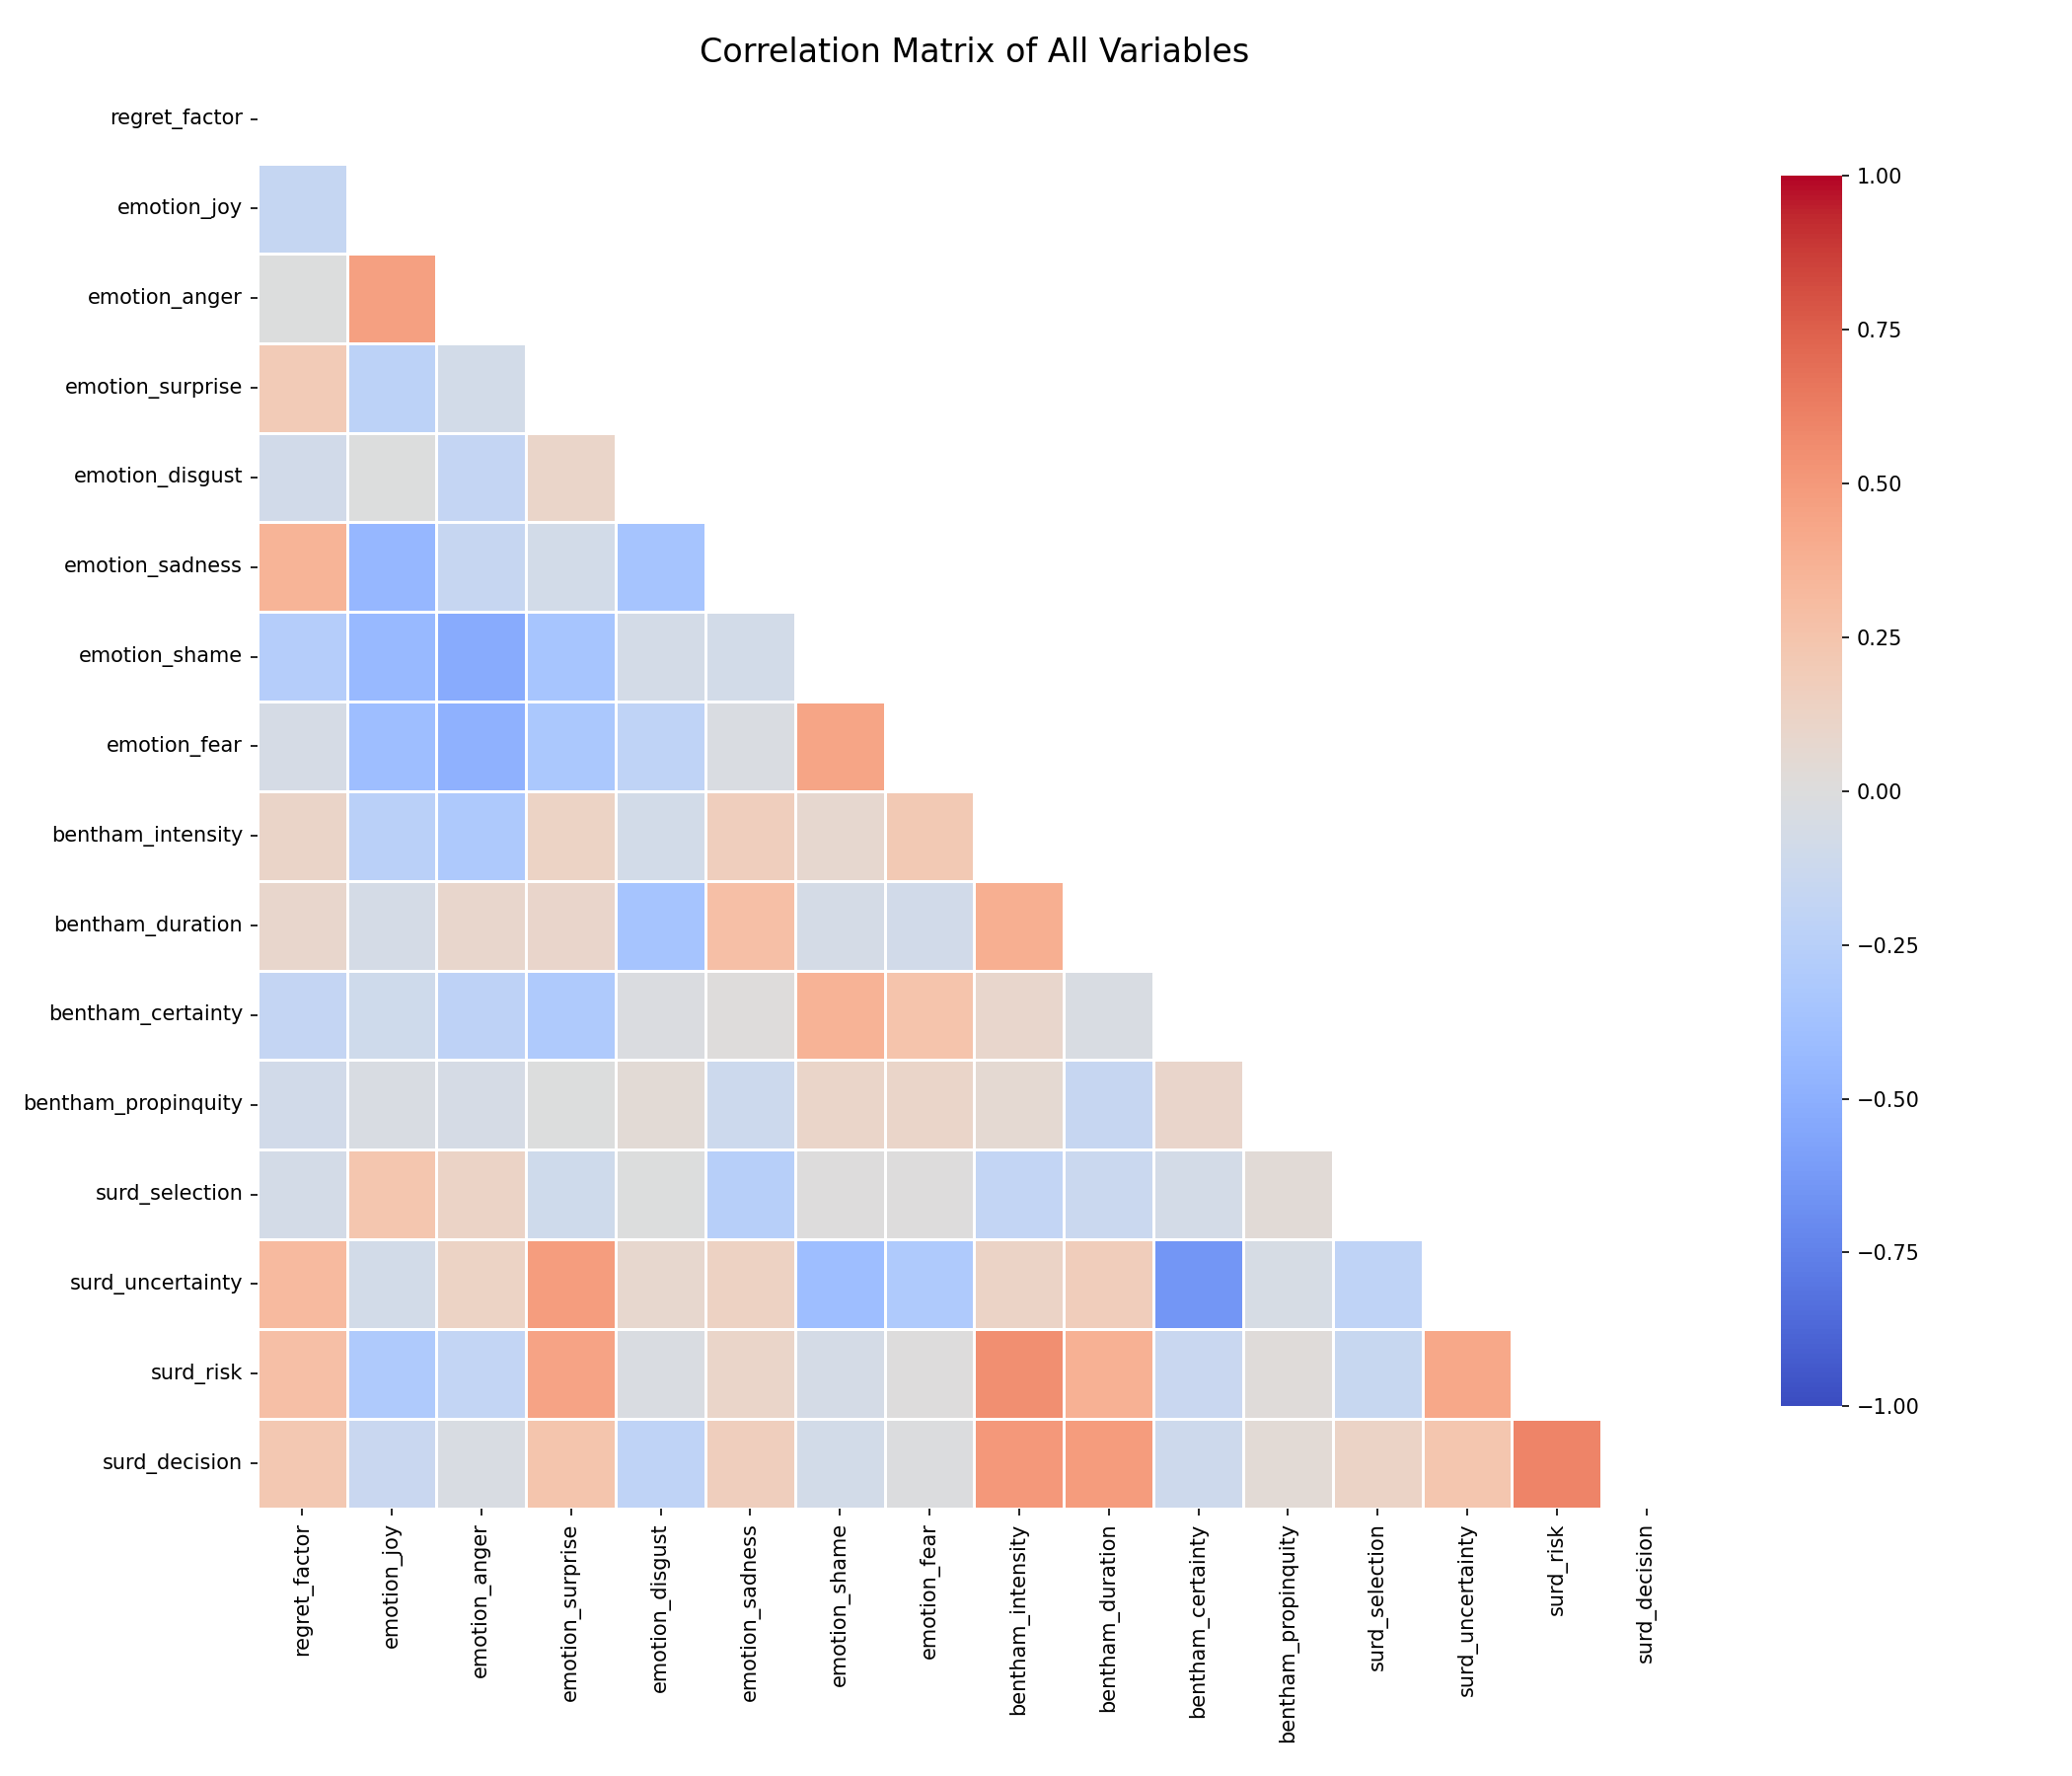 Correlation Matrix of All Variables
regret_factor
emotion_joy
emotion_anger
emotion_surprise
emotion_disgust
emotion_sadness
emotion_shame
emotion_fear
bentham_intensity
bentham_duration
bentham_certainty
bentham_propinquity
surd_selection
surd_uncertainty
surd_risk
surd_decision
regret_factor
emotion_joy
emotion_anger
emotion_surprise
emotion_disgust
emotion_sadness
emotion_shame
emotion_fear
bentham_intensity
bentham_duration
bentham_certainty
bentham_propinquity
surd_selection
surd_uncertainty
surd_risk
surd_decision
1.00
0.75
0.50
0.25
0.00
−0.25
−0.50
−0.75
−1.00